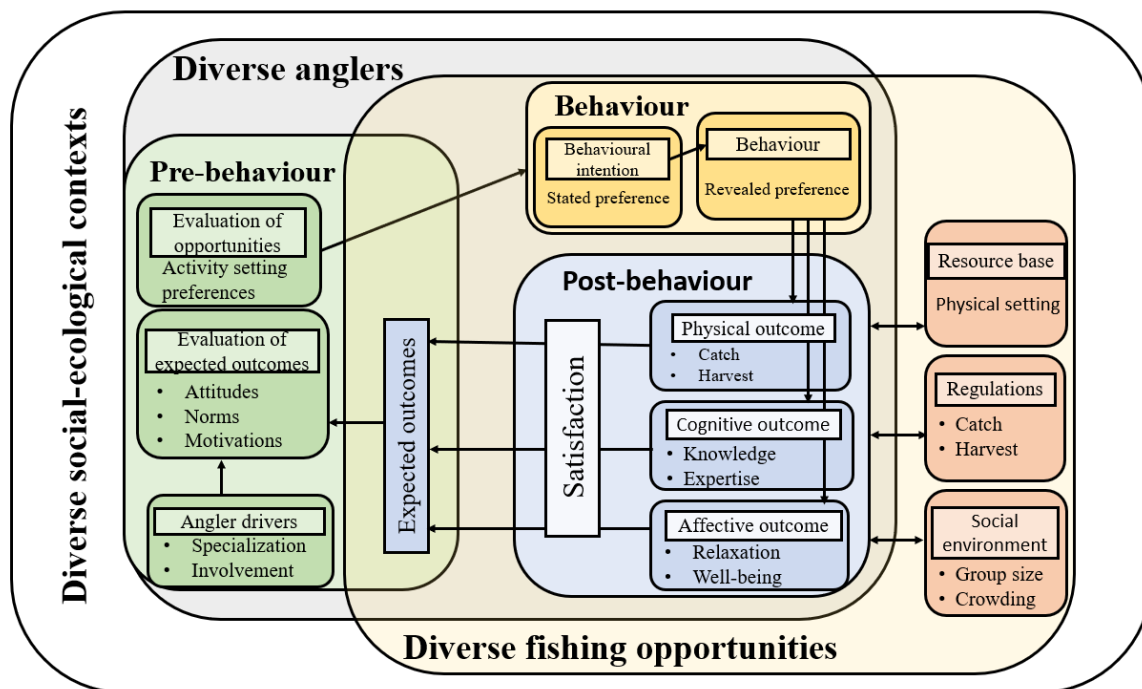 Diverse social-ecological contexts
Diverse anglers
Pre-behaviour
Evaluation of
opportunities
Activity setting
preferences
Evaluation of
expected outcomes
• Attitudes
• Norms
• Motivations
Angler drivers
• Specialization
• Involvement
Expected outcomes
Behaviour
Behavioural
intention
Stated preference
Behaviour
Revealed preference
Post-behaviour
Satisfaction
Physical outcome
• Catch
• Harvest
Cognitive outcome
• Knowledge
• Expertise
Affective outcome
• Relaxation
• Well-being
Resource base
Physical setting
Regulations
• Catch
• Harvest
Social
environment
• Group size
• Crowding
Diverse fishing opportunities